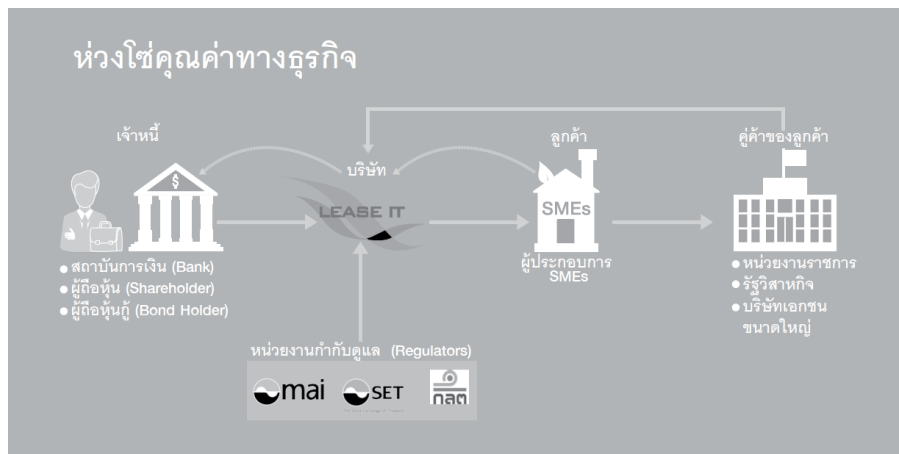 ห่วงโซ่คุณค่าทางธุรกิจ
เจ้าหนี้
บริษัท
ลูกค้า
คู่ค้าของลูกค้า
$
LEASE IT
SMEs
ผู้ประกอบการ
SMEs
● สถาบันการเงิน (Bank)
● ผู้ถือหุ้น (Shareholder)
● ผู้ถือหุ้นกู้ (Bond Holder)
● หน่วยงานราชการ
● รัฐวิสาหกิจ
● บริษัทเอกชน
ขนาดใหญ่
หน่วยงานกำกับดูแล (Regulators)
mai
SET
The Stock Exchange of Thailand
กลต